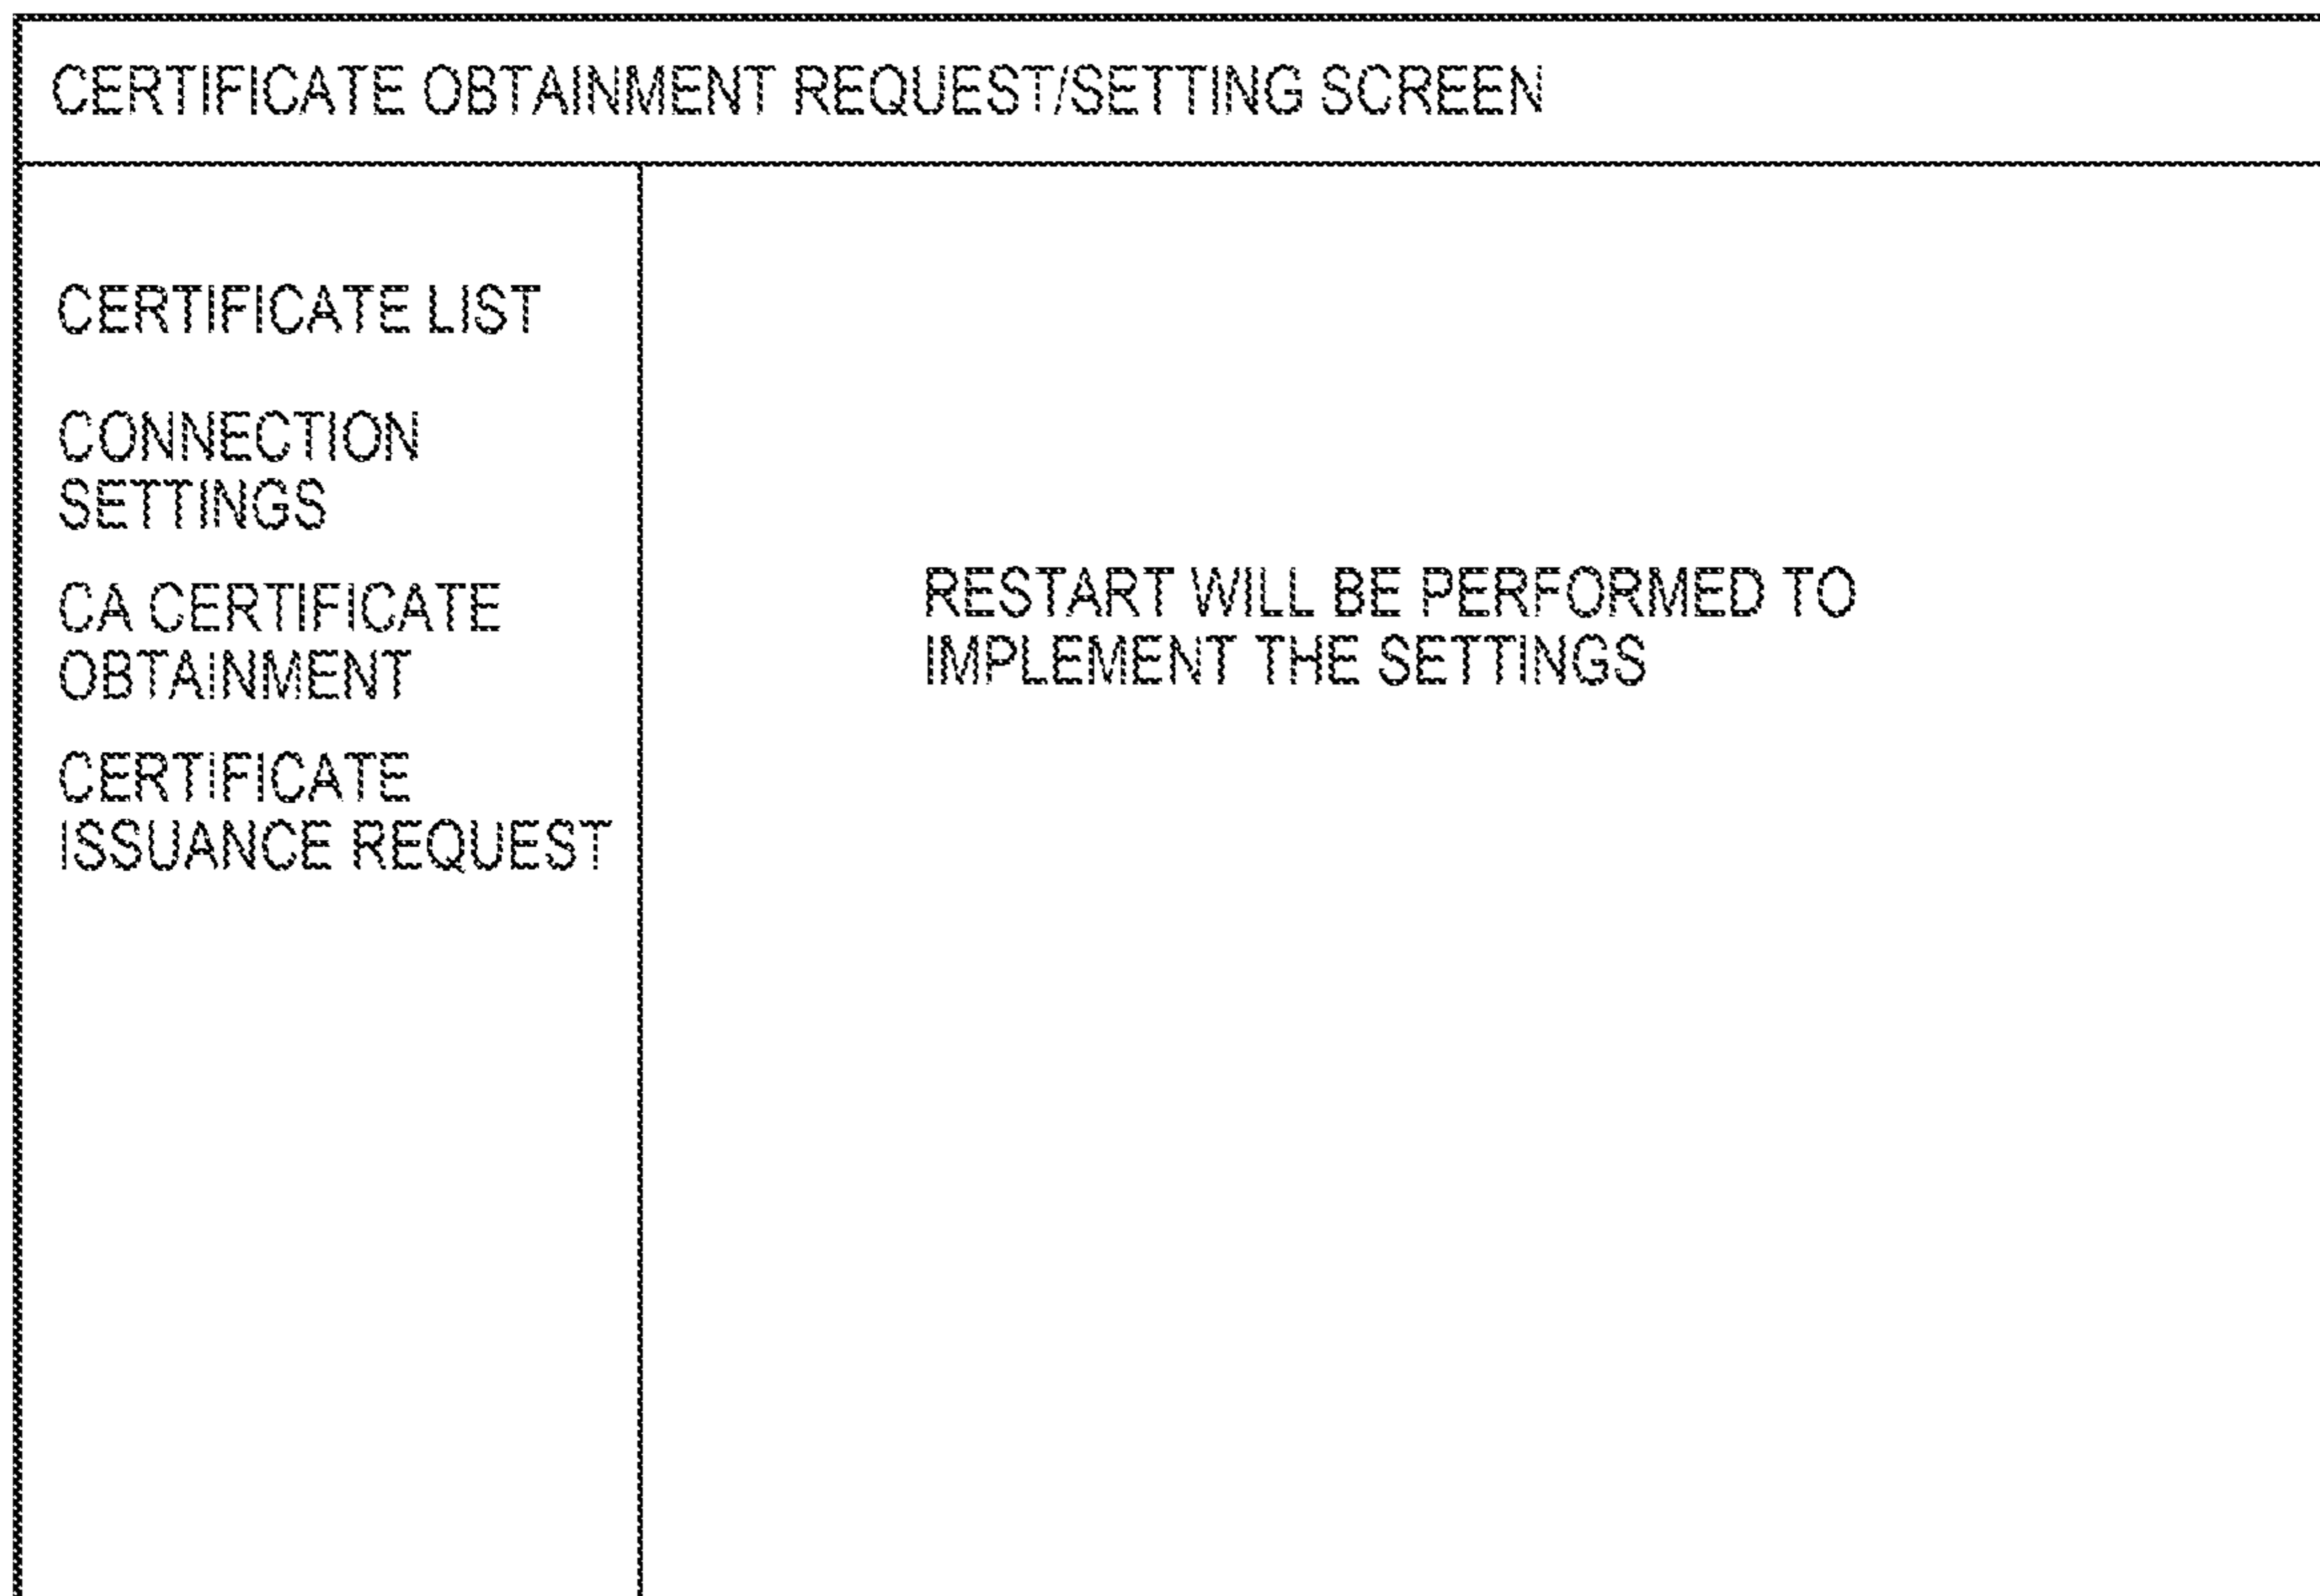 CERTIFICATE OBTAINMENT REQUEST/SETTING SCREEN
CERTIFICATE LIST
CONNECTION
SETTINGS
CA CERTIFICATE
OBTAINMENT
CERTIFICATE
ISSUANCE REQUEST
RESTART WILL BE PERFORMED TO
IMPLEMENT THE SETTINGS